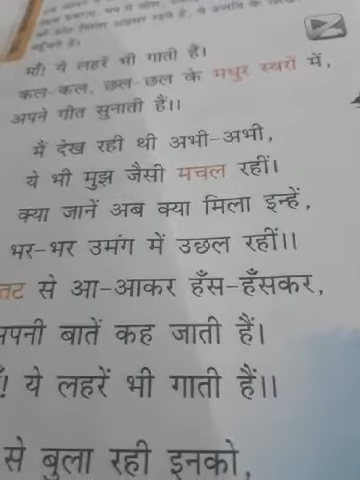 माँ! ये लहरें भी गाती हैं।
कल-कल, छल-छल के मधुर स्वरों में,
अपने गीत सुनाती हैं।।
मैं देख रही थी अभी-अभी,
ये भी मुझ जैसी मचल रहीं।
क्या जानें अब क्या मिला इन्हें,
भर-भर उमंग में उछल रहीं।।
तट से आ-आकर हँस-हँसकर,
अपनी बातें कह जाती हैं।
ये लहरें भी गाती हैं।।
से बुला रही इनको,